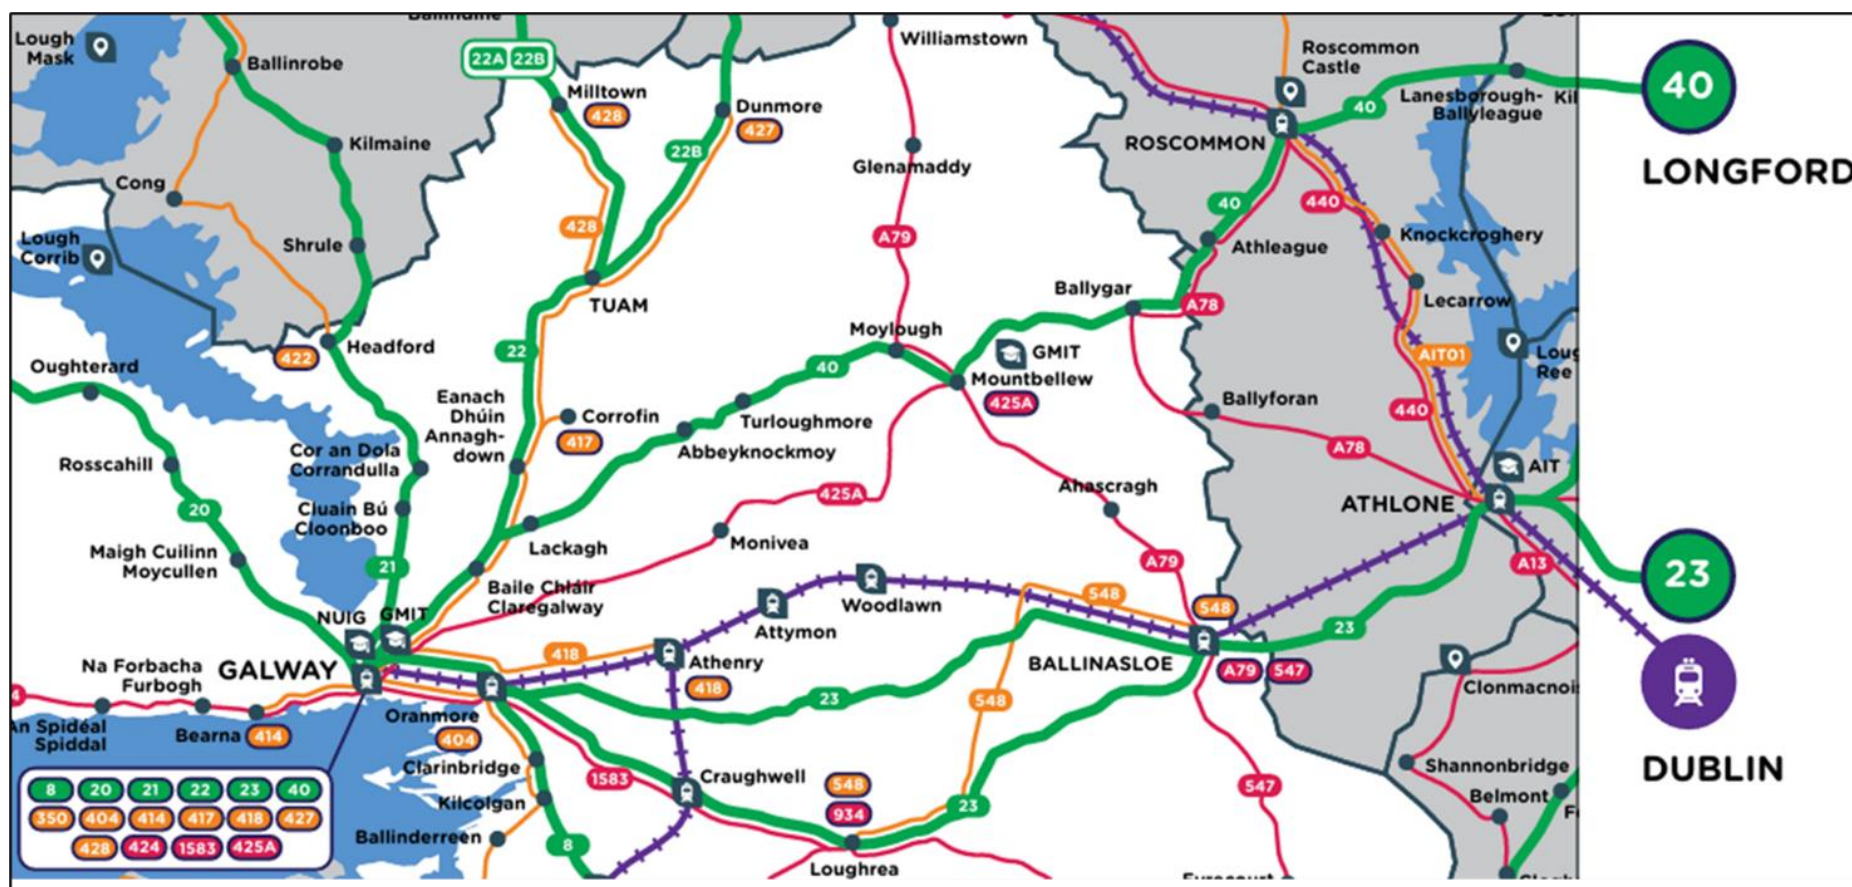 Lough
Mask
Ballinrobe
22A 22B
Milltown
428
Dunmore
427
Williamstown
Roscommon
Castle
40
Lanesborough-
Ballyleague
Kil
40
LONGFORD
Kilmaine
22B
Glenamaddy
ROSCOMMON
Cong
40
440
Lough
Corrib
Shrule
428
A79
Athleague
Knockcroghery
TUAM
Ballygar
A78
Lecarrow
Moylough
422
Headford
22
40
GMIT
Mountbellew
425A
AIT01
Loug
Ree
Oughterard
Eanach
Dhúin
Annagh-
down
Corrofin
417
Turloughmore
Abbeyknockmoy
Ballyforan
440
A78
Rosscahill
Cor an Dola
Corrandulla
AIT
20
Cluain Bú
Cloonboo
425A
Ahascragh
ATHLONE
Maigh Cuilinn
Moycullen
21
Lackagh
Monivea
A79
A13
23
Baile Chláir
Claregalway
NUIG
GMIT
Woodlawn
548
548
Attymon
23
GALWAY
418
Athenry
418
BALLINASLOE
A79
547
Na Forbacha
Furbogh
Clonmacnois
4
23
548
An Spidéal
Spiddal
Bearna
414
Oranmore
404
Clarinbridge
1583
Craughwell
548
934
Shannonbridge
DUBLIN
8 20 21 22 23 40
350 404 414 417 418 427
428 424 1583 425A
Kilcolgan
23
547
Belmont
F
Ballinderreen
8
Loughrea